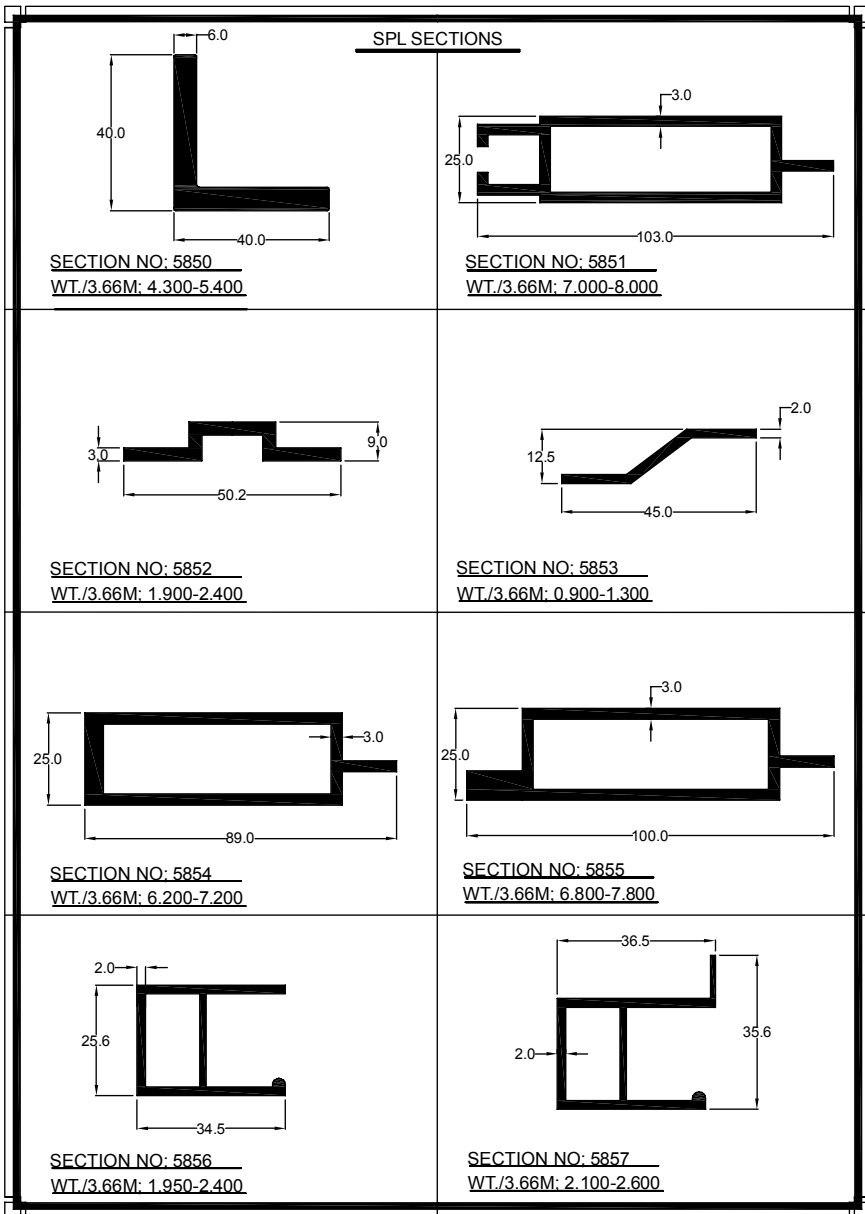 SPL SECTIONS
6.0
40.0
40.0
SECTION NO; 5850
WT./3.66M; 4.300-5.400
3.0
25.0
103.0
SECTION NO; 5851
WT./3.66M; 7.000-8.000
3.0
9.0
50.2
SECTION NO; 5852
WT./3.66M; 1.900-2.400
2.0
12.5
45.0
SECTION NO; 5853
WT./3.66M; 0.900-1.300
25.0
3.0
89.0
SECTION NO; 5854
WT./3.66M; 6.200-7.200
3.0
25.0
100.0
SECTION NO; 5855
WT./3.66M; 6.800-7.800
2.0
25.6
34.5
SECTION NO; 5856
WT./3.66M; 1.950-2.400
36.5
35.6
2.0
SECTION NO; 5857
WT./3.66M; 2.100-2.600